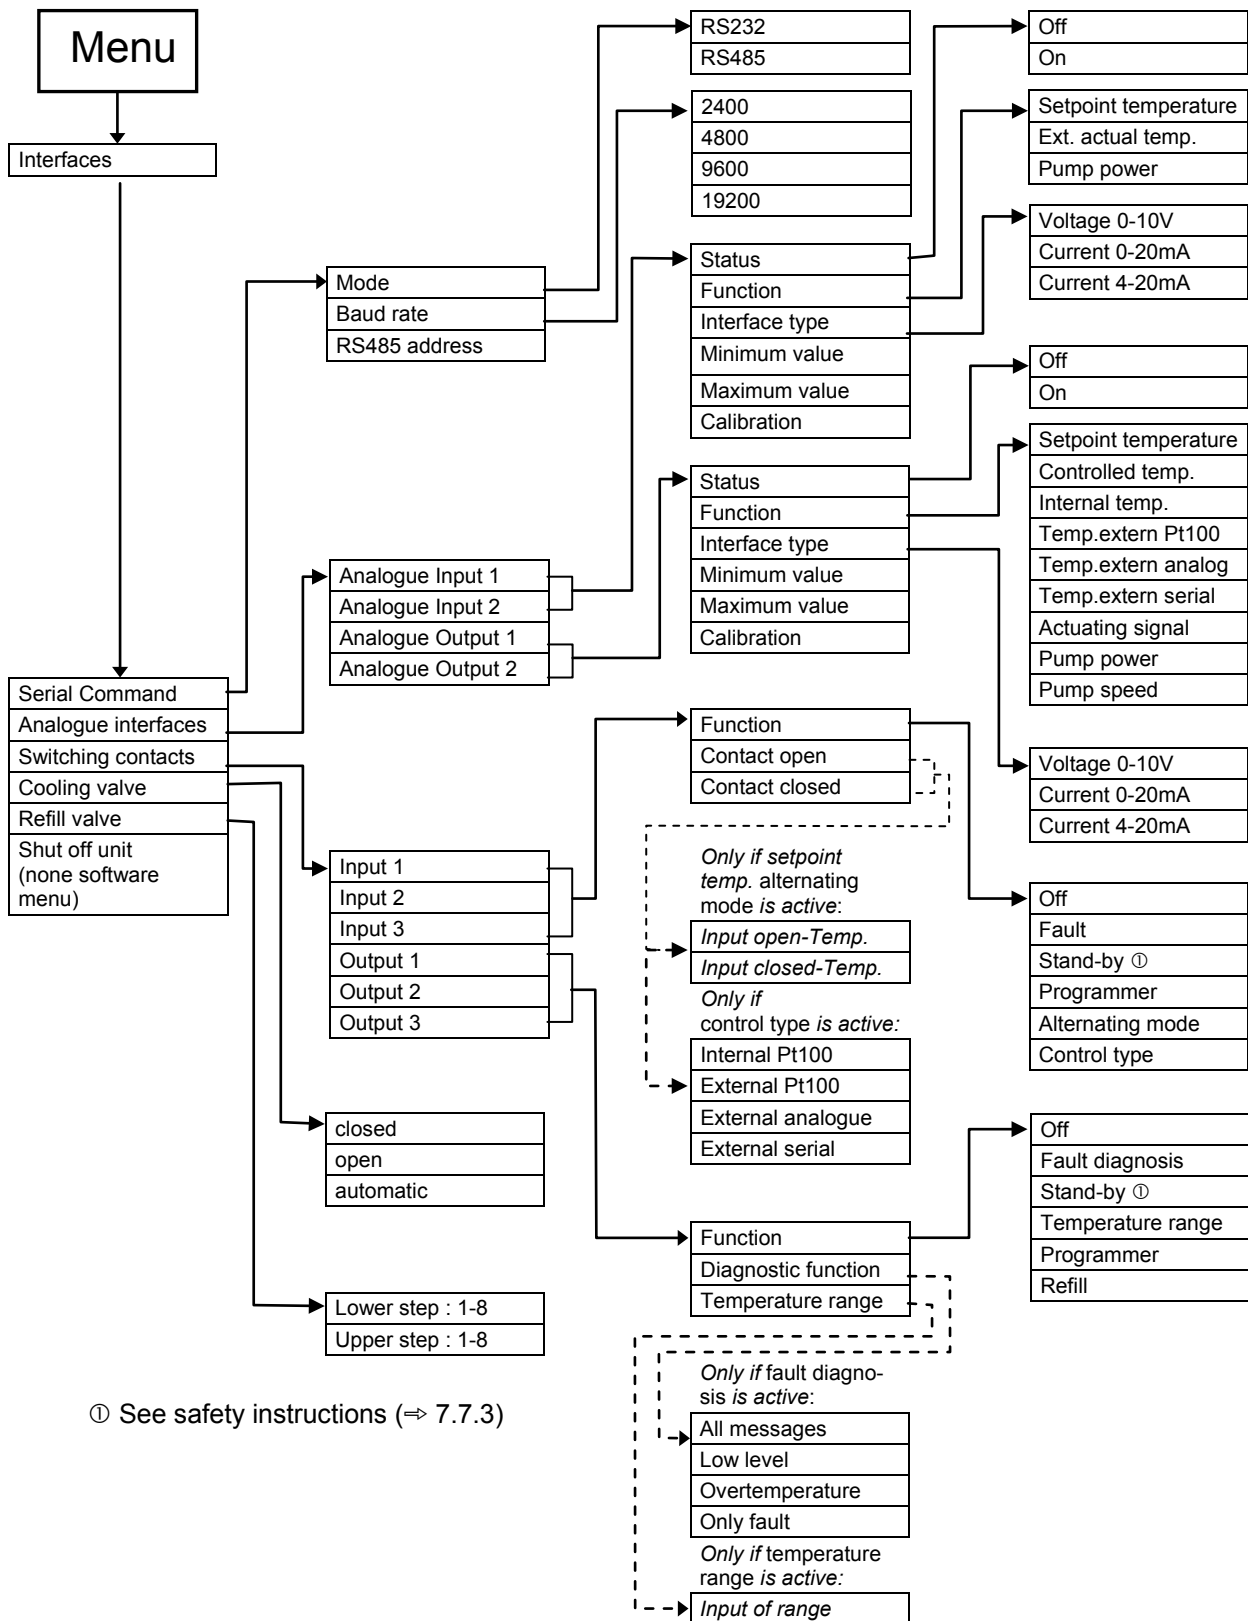 Menu
Interfaces
Serial Command
Analogue interfaces
Switching contacts
Cooling valve
Refill valve
Shut off unit
(none software
menu)
Mode
Baud rate
RS485 address
Analogue Input 1
Analogue Input 2
Analogue Output 1
Analogue Output 2
Input 1
Input 2
Input 3
Output 1
Output 2
Output 3
closed
open
automatic
Lower step : 1-8
Upper step : 1-8
RS232
RS485
2400
4800
9600
19200
Status
Function
Interface type
Minimum value
Maximum value
Calibration
Status
Function
Interface type
Minimum value
Maximum value
Calibration
Function
Contact open
Contact closed
Only if setpoint
temp. alternating
mode is active:
Input open-Temp.
Input closed-Temp.
Only if
control type is active:
Internal Pt100
External Pt100
External analogue
External serial
Function
Diagnostic function
Temperature range
Only if fault diagno-
sis is active:
All messages
Low level
Overtemperature
Only fault
Only if temperature
range is active:
Input of range
Off
On
Setpoint temperature
Ext. actual temp.
Pump power
Voltage 0-10V
Current 0-20mA
Current 4-20mA
Off
On
Setpoint temperature
Controlled temp.
Internal temp.
Temp.extern Pt100
Temp.extern analog
Temp.extern serial
Actuating signal
Pump power
Pump speed
Voltage 0-10V
Current 0-20mA
Current 4-20mA
Off
Fault
Stand-by ①
Programmer
Alternating mode
Control type
Off
Fault diagnosis
Stand-by ①
Temperature range
Programmer
Refill
① See safety instructions (⇨ 7.7.3)